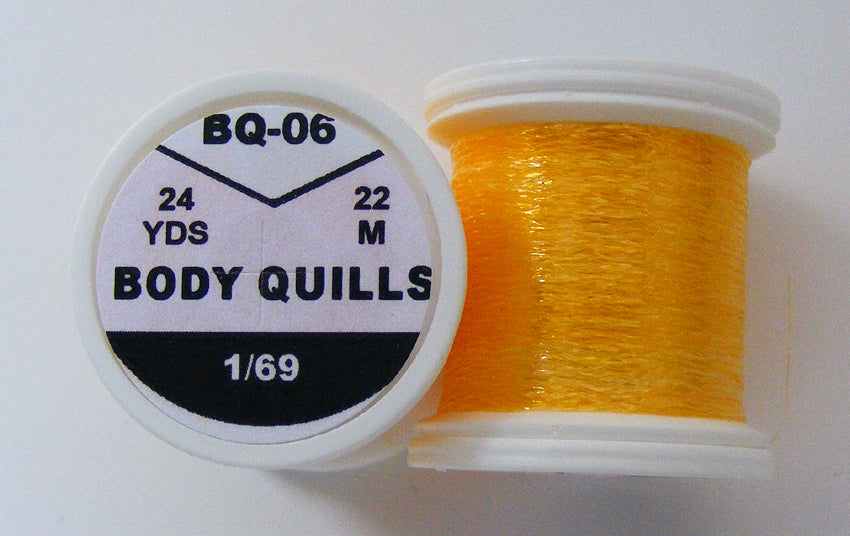 BQ-06
24 22
YDS M
BODY QUILLS
1/69